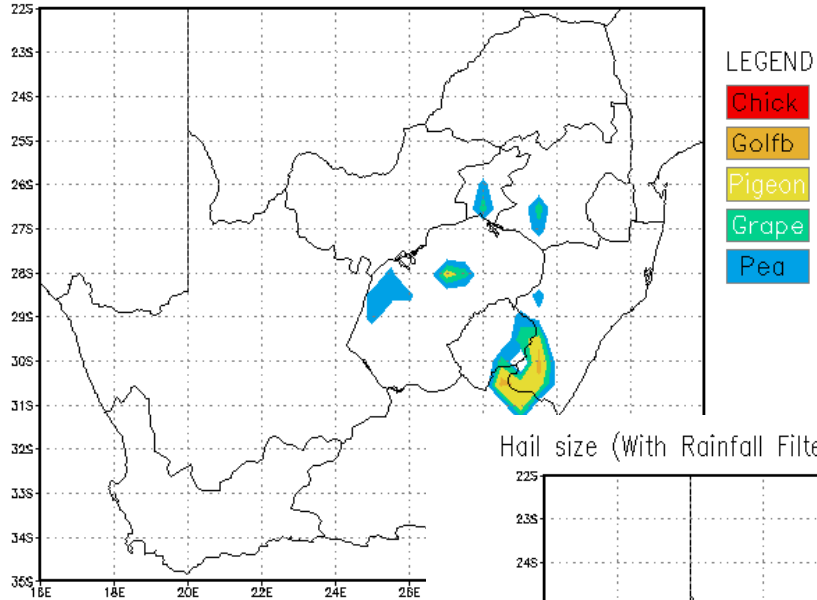 22S
23S
24S
25S
26S
27S
28S
29S
30S
31S
32S
33S
34S
35S
16E 18E 20E 22E 24E 26E
LEGEND
Chick
Golfb
Pigeon
Grape
Pea
Hail size (With Rainfall Filte
22S
23S
24S